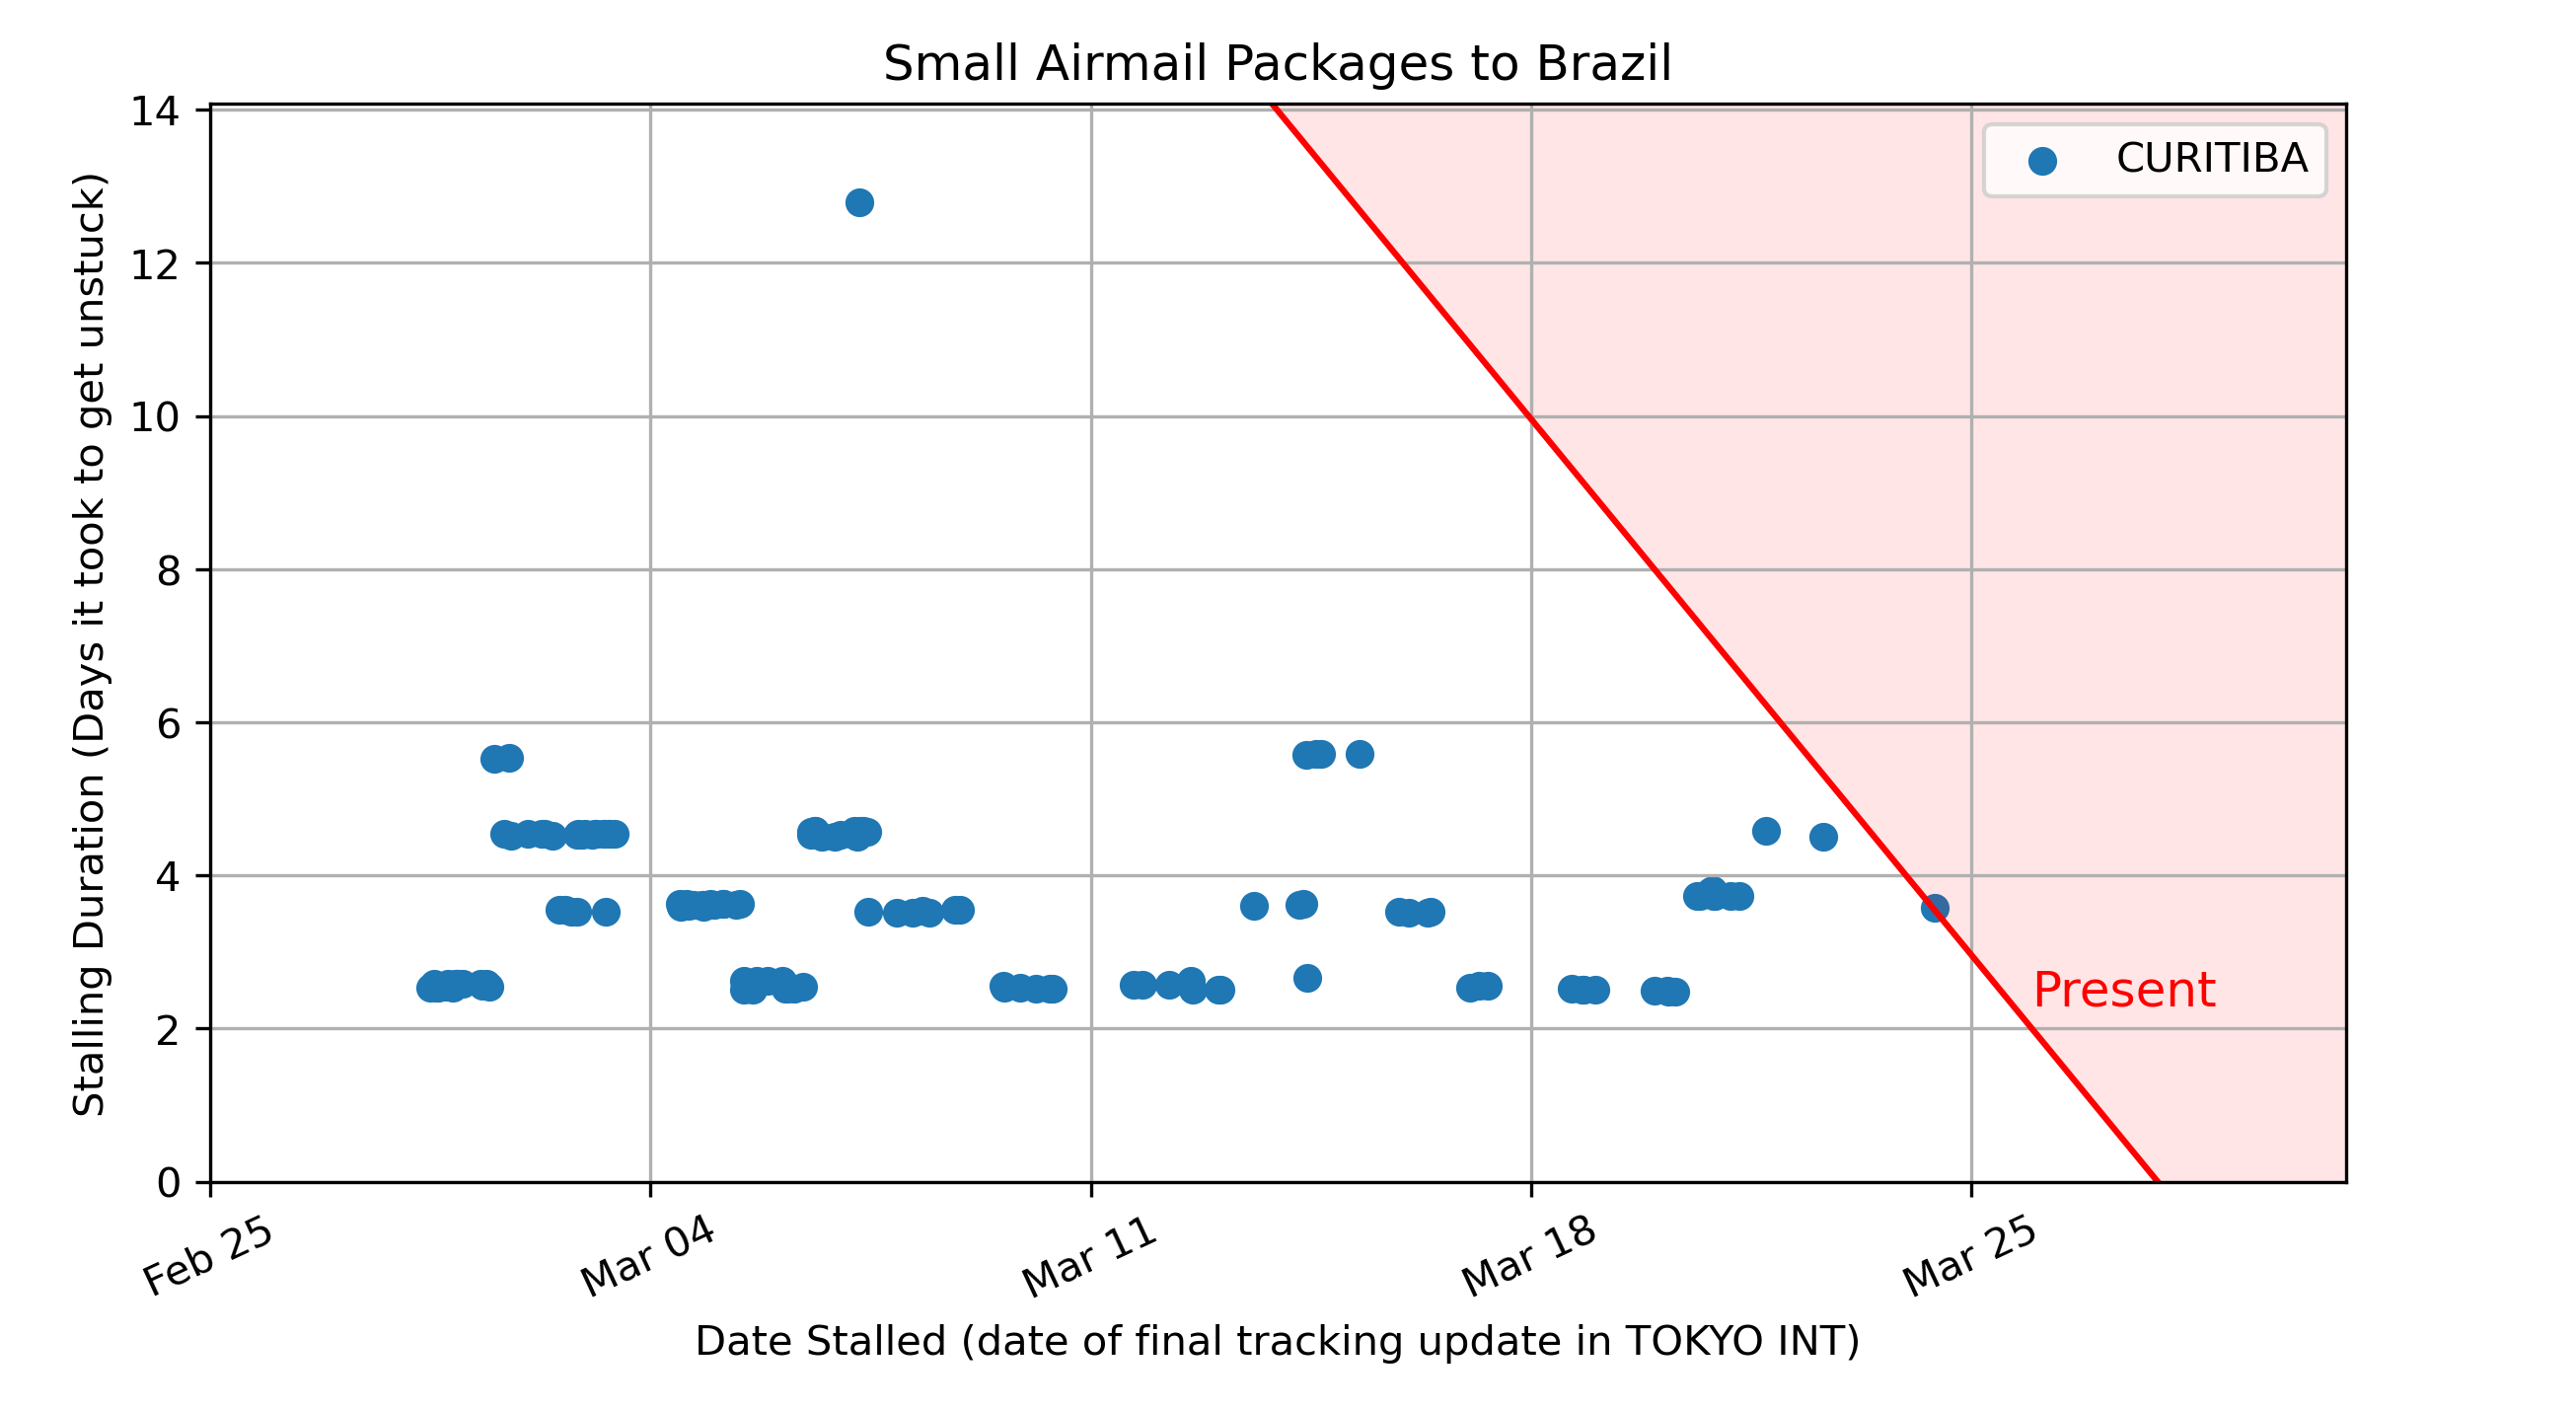 Small Airmail Packages to Brazil
14
12
10
8
6
4
2
0
Stalling Duration (Days it took to get unstuck)
CURITIBA
Present
Feb 25
Mar 04
Mar 11
Mar 18
Mar 25
Date Stalled (date of final tracking update in TOKYO INT)